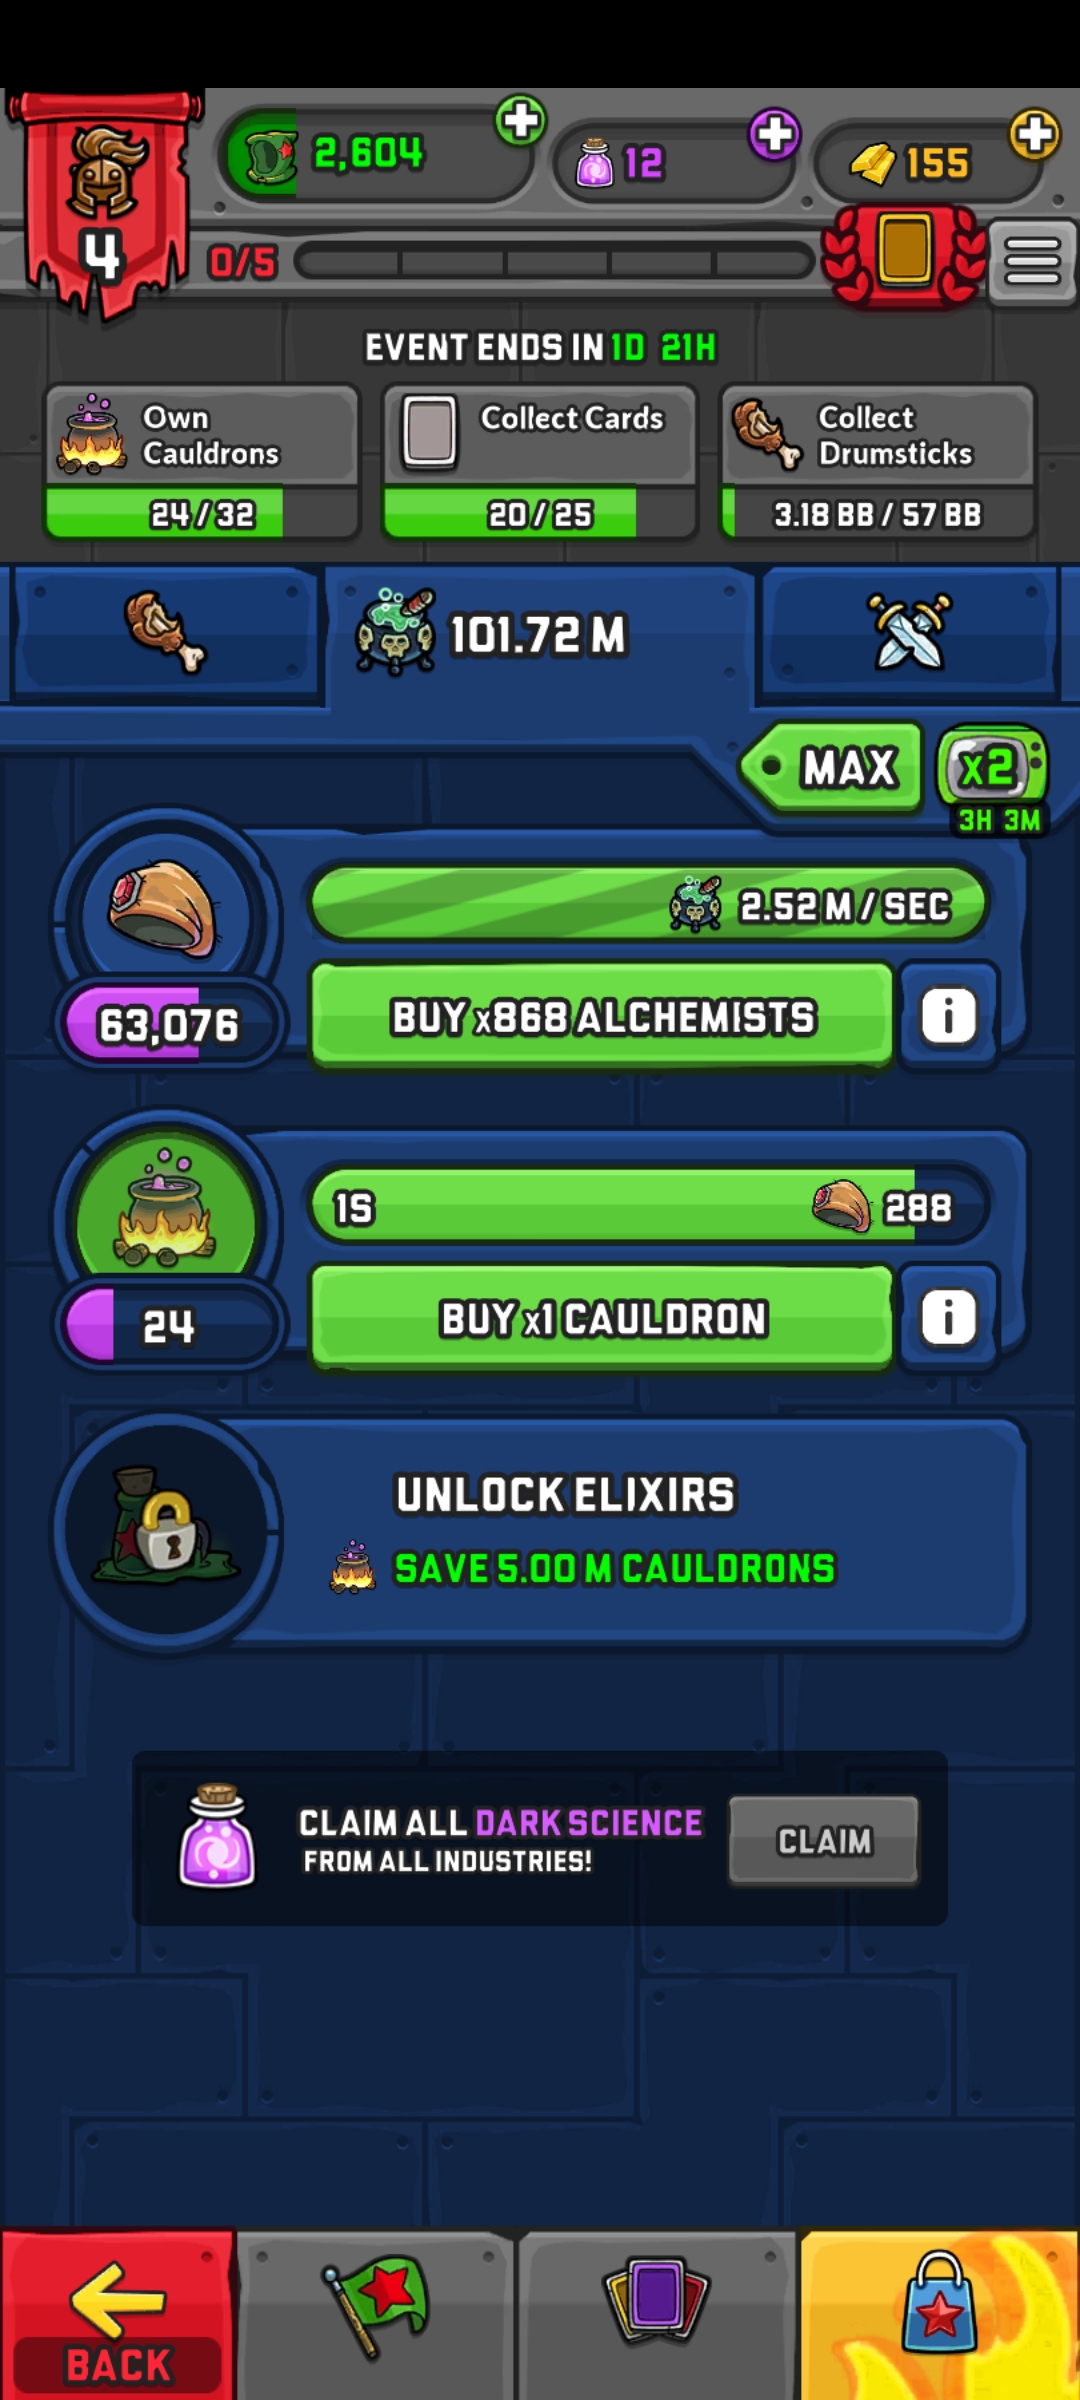 2,604
12
155
4
0/5
EVENT ENDS IN 1D 21H
Own
Cauldrons
24/32
Collect Cards
20/25
Collect
Drumsticks
3.18 BB / 57 BB
101.72 M
MAX
x2
3H 3M
2.52 M / SEC
63,076
BUY x868 ALCHEMISTS
i
1S
288
24
BUY x1 CAULDRON
i
UNLOCK ELIXIRS
SAVE 5.00 M CAULDRONS
CLAIM ALL DARK SCIENCE
FROM ALL INDUSTRIES!
CLAIM
BACK